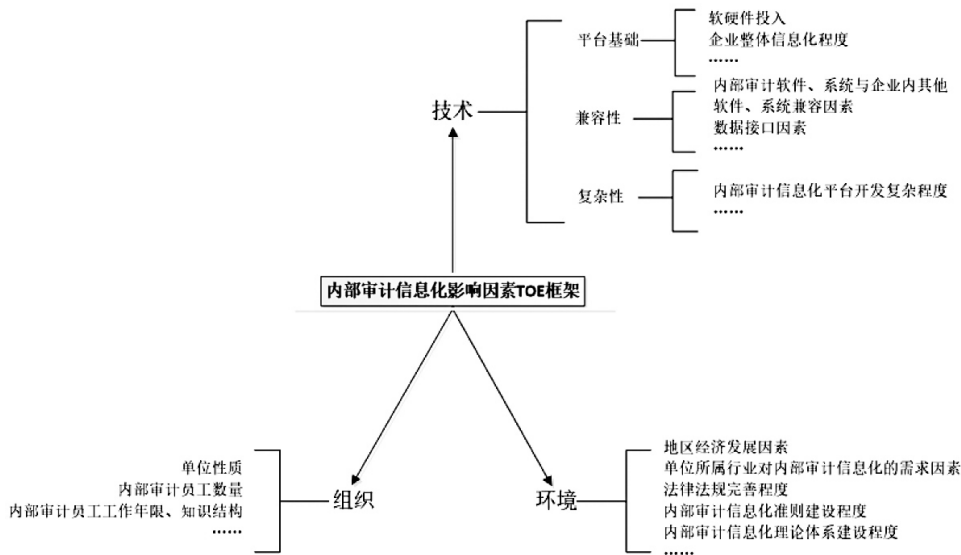 平台基础
软硬件投入
企业整体信息化程度
……
技术
兼容性
内部审计软件、系统与企业内其他
软件、系统兼容因素
数据接口因素
……
复杂性
内部审计信息化平台开发复杂程度
……
内部审计信息化影响因素TOE框架
单位性质
内部审计员工数量
内部审计员工工作年限、知识结构
……
组织
环境
地区经济发展因素
单位所属行业对内部审计信息化的需求因素
法律法规完善程度
内部审计信息化准则建设程度
内部审计信息化理论体系建设程度
……